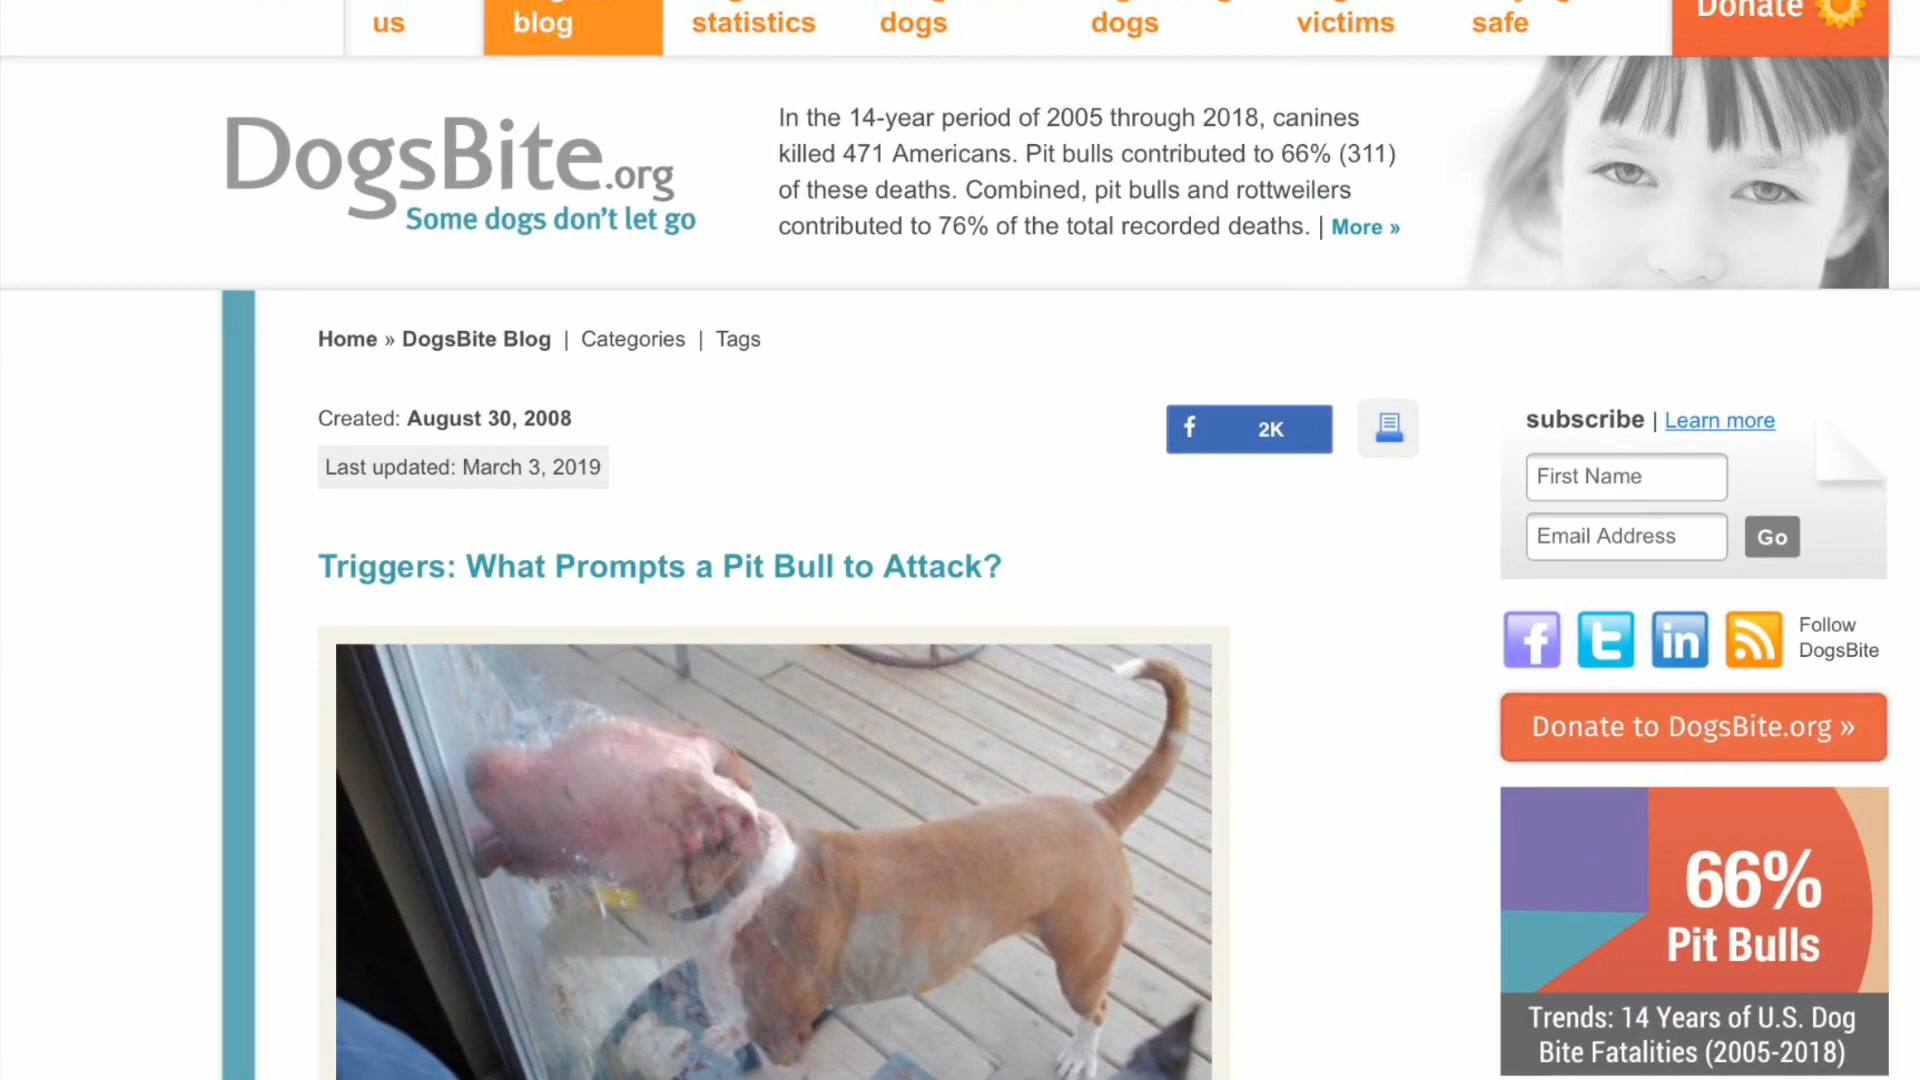 us
blog
statistics
dogs
dogs
victims
safe
Donate
DogsBite.org
Some dogs don't let go
In the 14-year period of 2005 through 2018, canines
killed 471 Americans. Pit bulls contributed to 66% (311)
of these deaths. Combined, pit bulls and rottweilers
contributed to 76% of the total recorded deaths. | More »
Home » DogsBite Blog | Categories | Tags
Created: August 30, 2008
Last updated: March 3, 2019
f 2K
Triggers: What Prompts a Pit Bull to Attack?
subscribe | Learn more
First Name
Email Address
Go
f t in
Follow
DogsBite
Donate to DogsBite.org »
66%
Pit Bulls
Trends: 14 Years of U.S. Dog
Bite Fatalities (2005-2018)